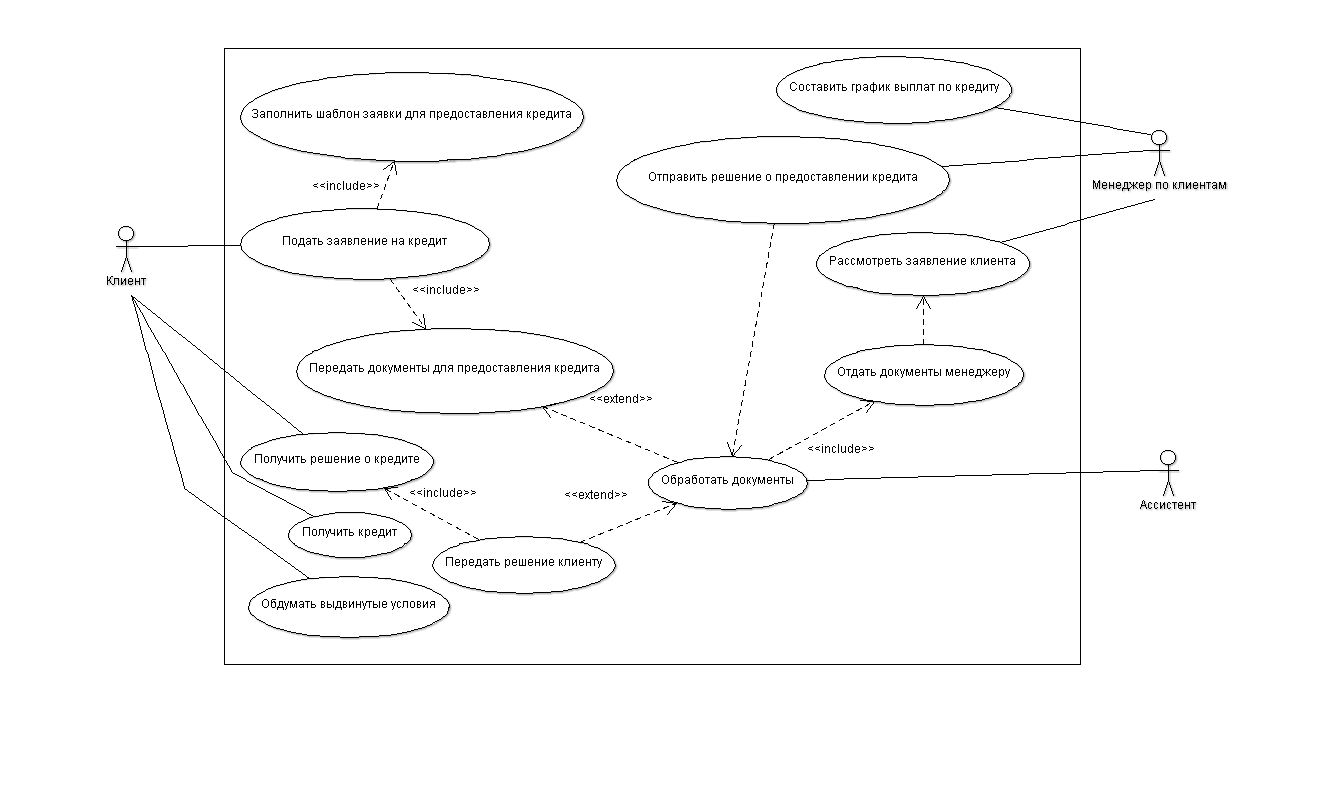 Составить график выплат по кредиту
Заполнить шаблон заявки для предоставления кредита
Отправить решение о предоставлении кредита
<<include>>
Менеджер по клиентам
Подать заявление на кредит
Рассмотреть заявление клиента
Клиент
<<include>>
Передать документы для предоставления кредита
Отдать документы менеджеру
<<extend>>
<<include>>
Получить решение о кредите
Обработать документы
<<include>>
<<extend>>
Ассистент
Получить кредит
Передать решение клиенту
Обдумать выдвинутые условия